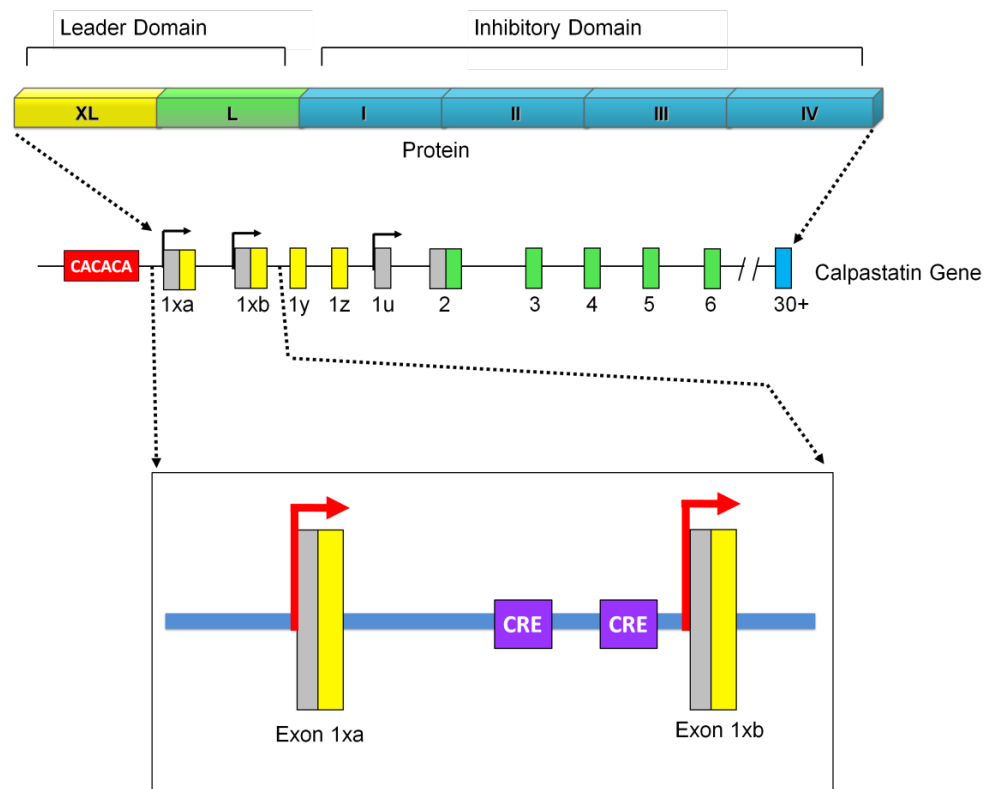 Leader Domain
Inhibitory Domain
XL
L
I
II
III
IV
Protein
CACACA
Calpastatin Gene
1xa
1xb
1y
1z
1u
2
3
4
5
6
30+
CRE
CRE
Exon 1xa
Exon 1xb